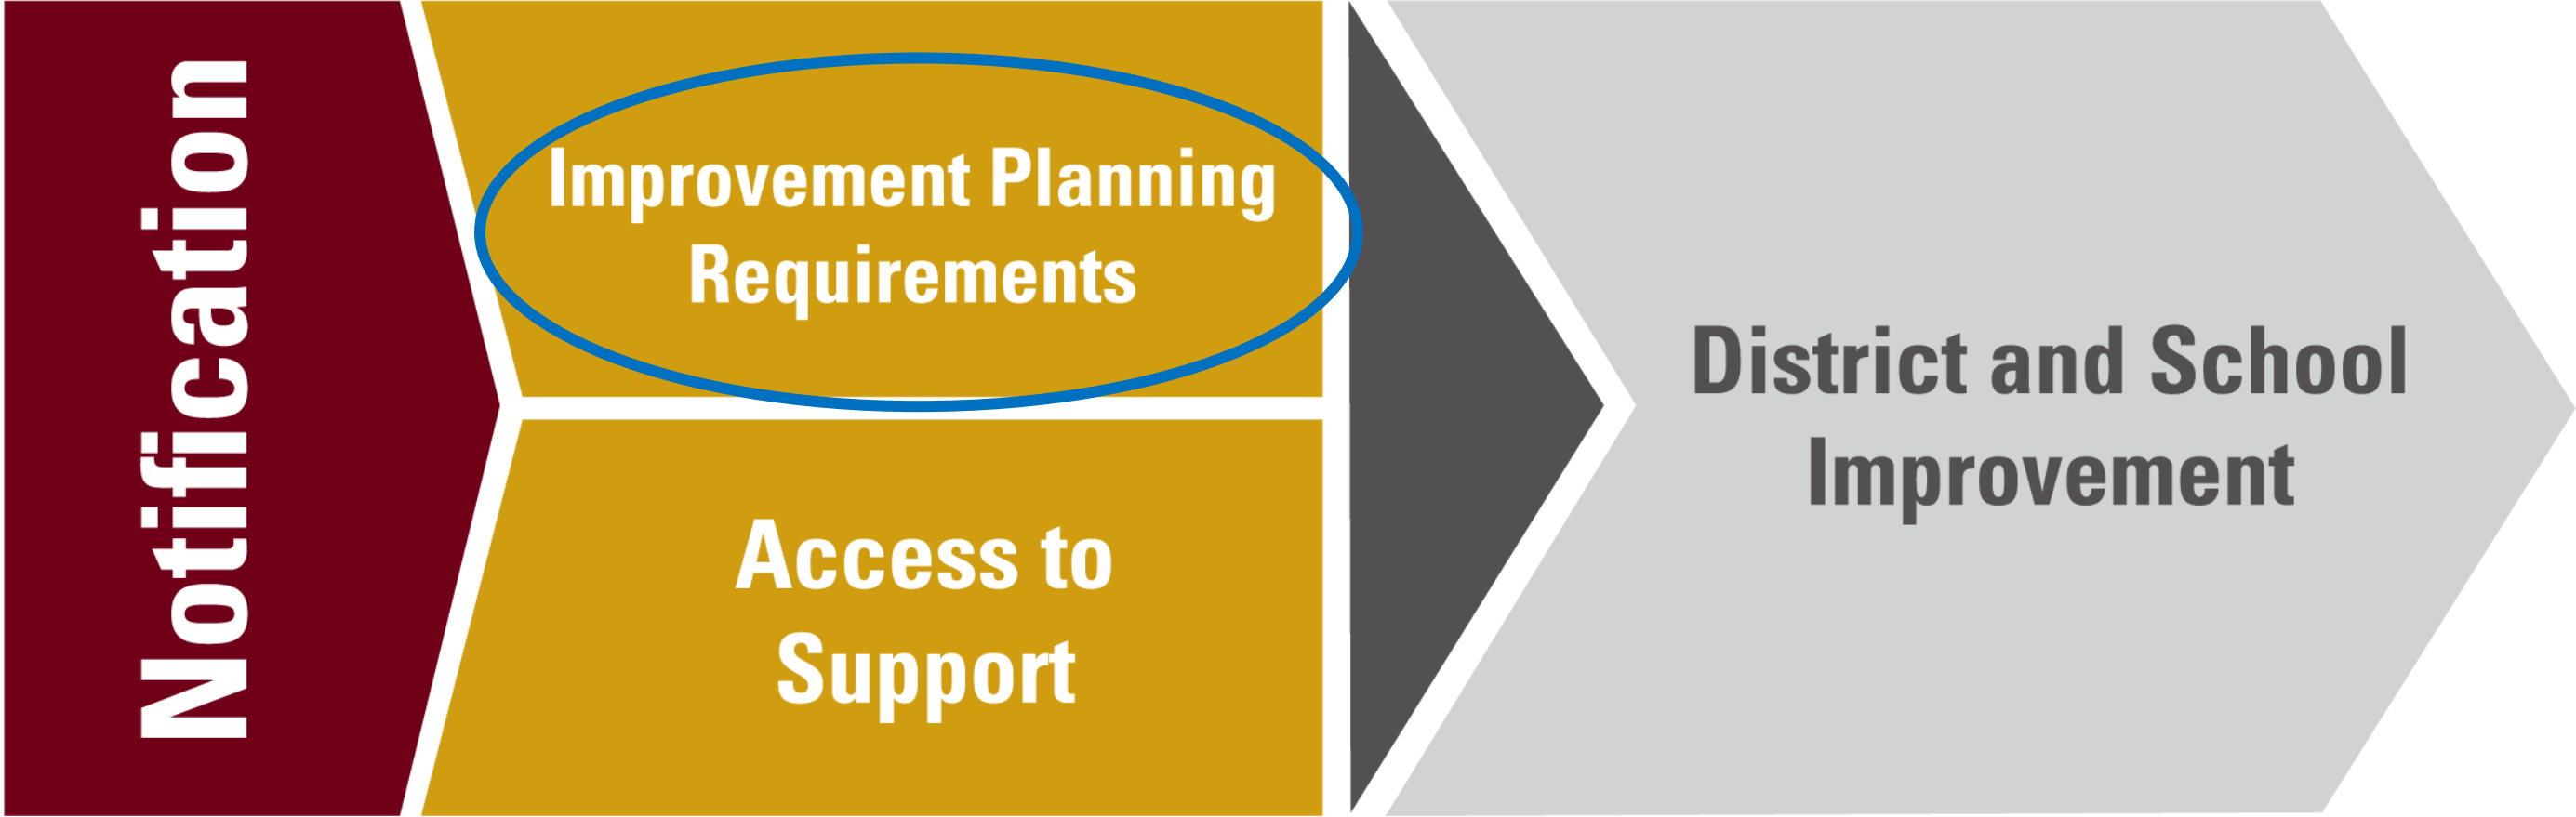 Notification
Improvement Planning
Requirements
Access to
Support
District and School
Improvement